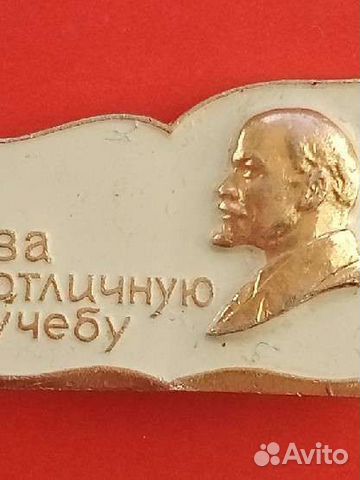 за
отличную
учебу
Avito